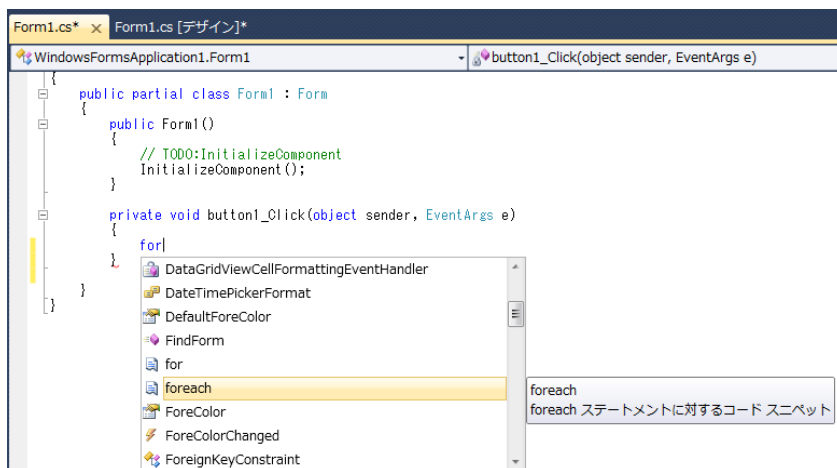 Form1.cs* × Form1.cs [デザイン]*
WindowsFormsApplication1.Form1 button1_Click(object sender, EventArgs e)
{
public partial class Form1 : Form
{
public Form1()
{
// TODO:InitializeComponent
InitializeComponent();
}
private void button1_Click(object sender, EventArgs e)
{
for
}
}
}
DataGridViewCellFormattingEventHandler
DateTimePickerFormat
DefaultForeColor
FindForm
for
foreach
ForeColor
ForeColorChanged
ForeignKeyConstraint
foreach
foreach ステートメントに対するコード スニペット